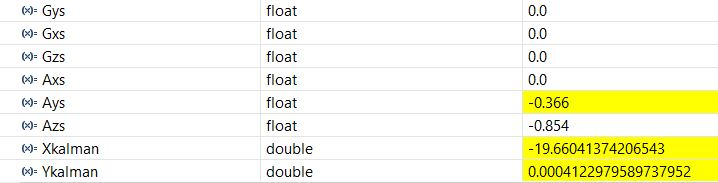 (x)= Gys float 0.0
(x)= Gxs float 0.0
(x)= Gzs float 0.0
(x)= Axs float 0.0
(x)= Ays float -0.366
(x)= Azs float -0.854
(x)= Xkalman double -19.66041374206543
(x)= Ykalman double 0.0004122979589737952